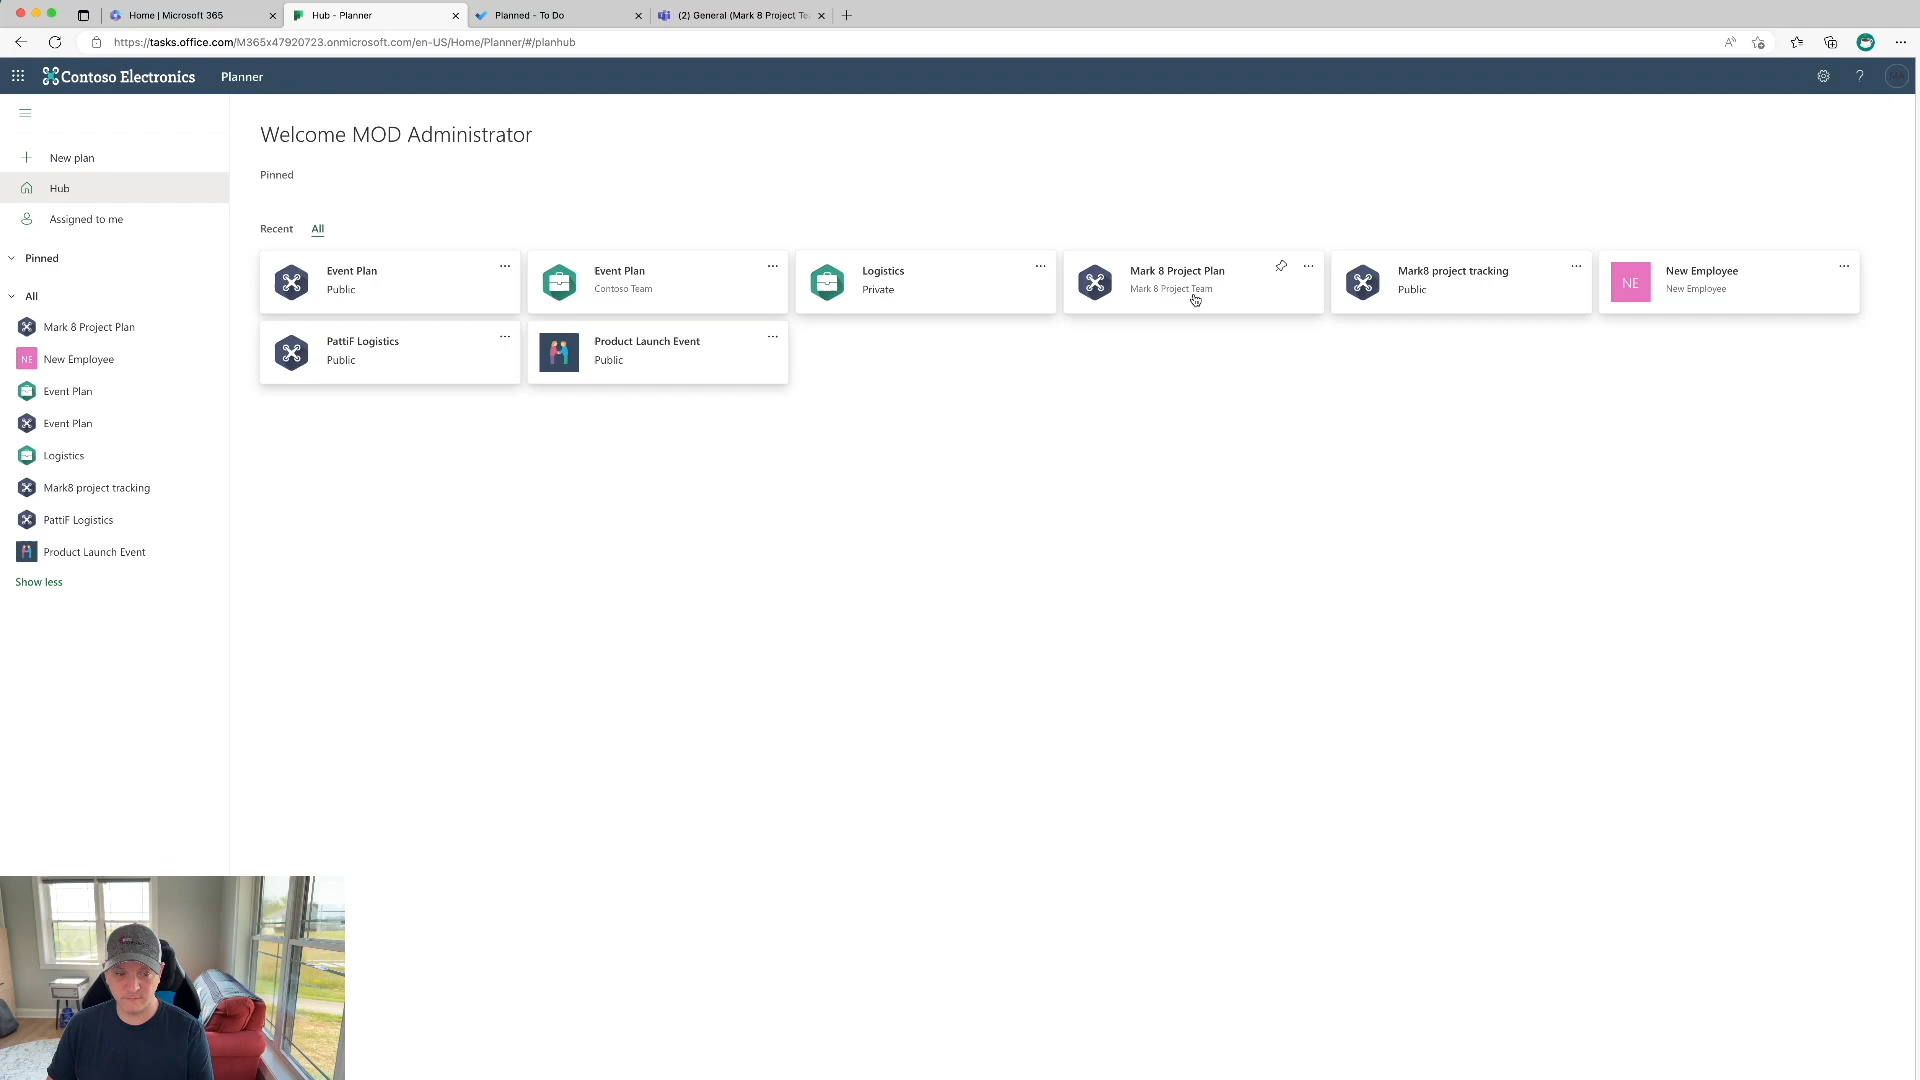 Home | Microsoft 365
Hub - Planner
Planned - To Do
(2) General (Mark 8 Project Te
https://tasks.office.com/M365x47920723.onmicrosoft.com/en-US/Home/Planner/#/planhub
Contoso Electronics
Planner
?
MA
New plan
Hub
Assigned to me
Pinned
All
Mark 8 Project Plan
NE
New Employee
Event Plan
Event Plan
Logistics
Mark8 project tracking
PattiF Logistics
Product Launch Event
Show less
Welcome MOD Administrator
Pinned
Recent
All
Event Plan
Public
Event Plan
Contoso Team
Logistics
Private
Mark 8 Project Plan
Mark 8 Project Team
Mark8 project tracking
Public
NE
New Employee
New Employee
PattiF Logistics
Public
Product Launch Event
Public